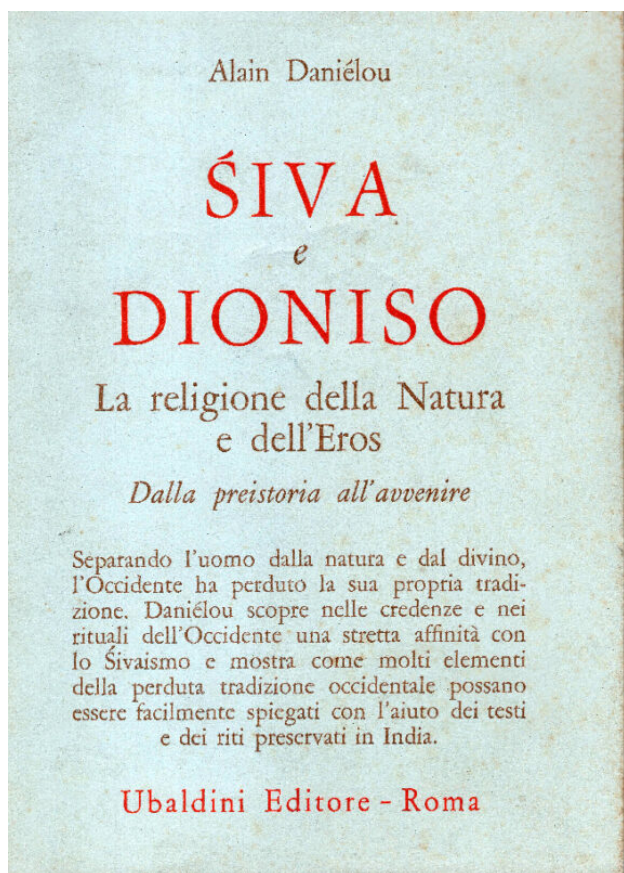 Alain Daniélou
ŚIVA
e
DIONISO
La religione della Natura
e dell'Eros
Dalla preistoria all'avvenire
Separando l'uomo dalla natura e dal divino,
l'Occidente ha perduto la sua propria tradi-
zione. Daniélou scopre nelle credenze e nei
rituali dell'Occidente una stretta affinità con
lo Śivaismo e mostra come molti elementi
della perduta tradizione occidentale possano
essere facilmente spiegati con l'aiuto dei testi
e dei riti preservati in India.
Ubaldini Editore - Roma